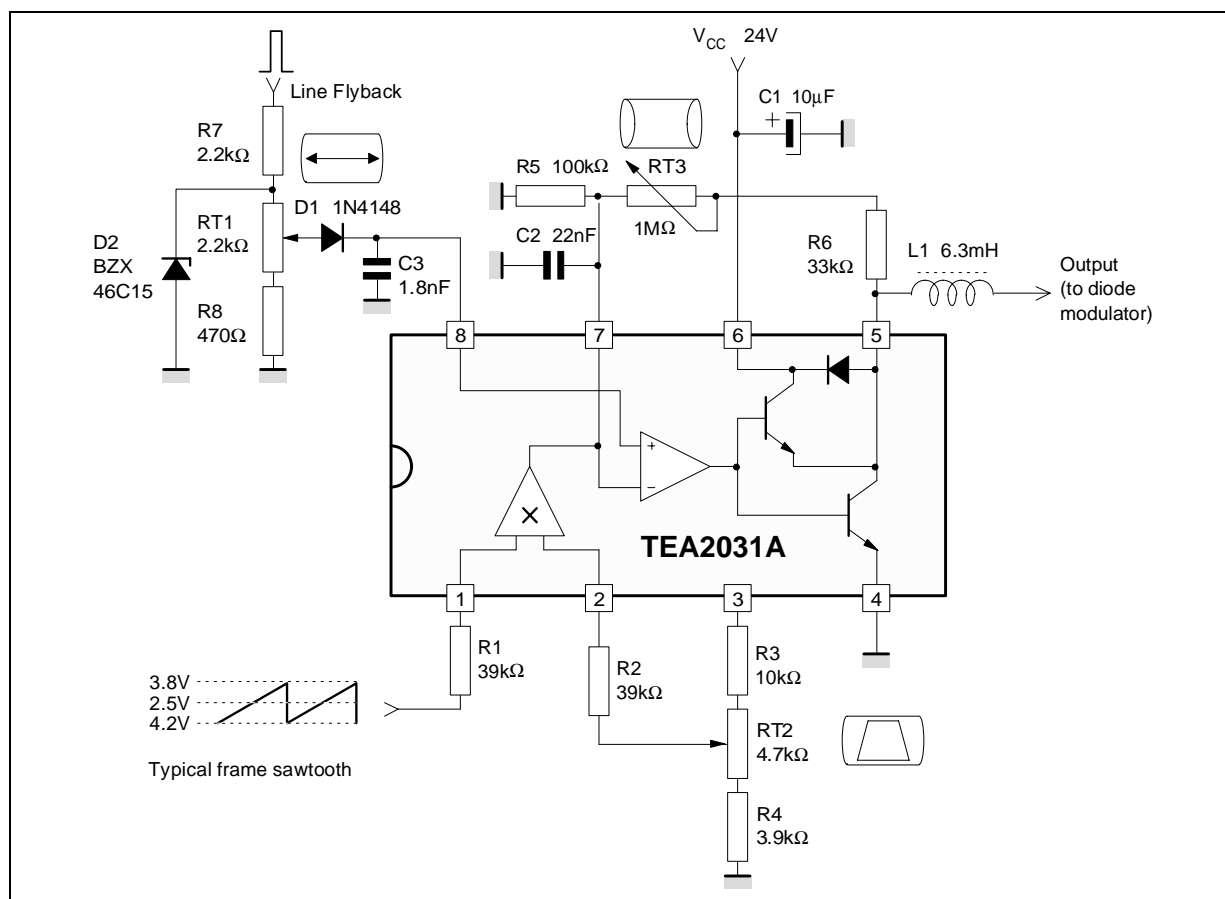 V_CC 24V
C1 10μF
+
Line Flyback
R7
2.2kΩ
R5 100kΩ
RT3
1MΩ
RT1
2.2kΩ
D1 1N4148
D2
BZX
46C15
C2 22nF
C3
1.8nF
R6
33kΩ
L1 6.3mH
Output
(to diode
modulator)
R8
470Ω
8
7
6
5
+
−
×
TEA2031A
1
2
3
4
R1
39kΩ
R2
39kΩ
R3
10kΩ
3.8V
2.5V
4.2V
RT2
4.7kΩ
Typical frame sawtooth
R4
3.9kΩ